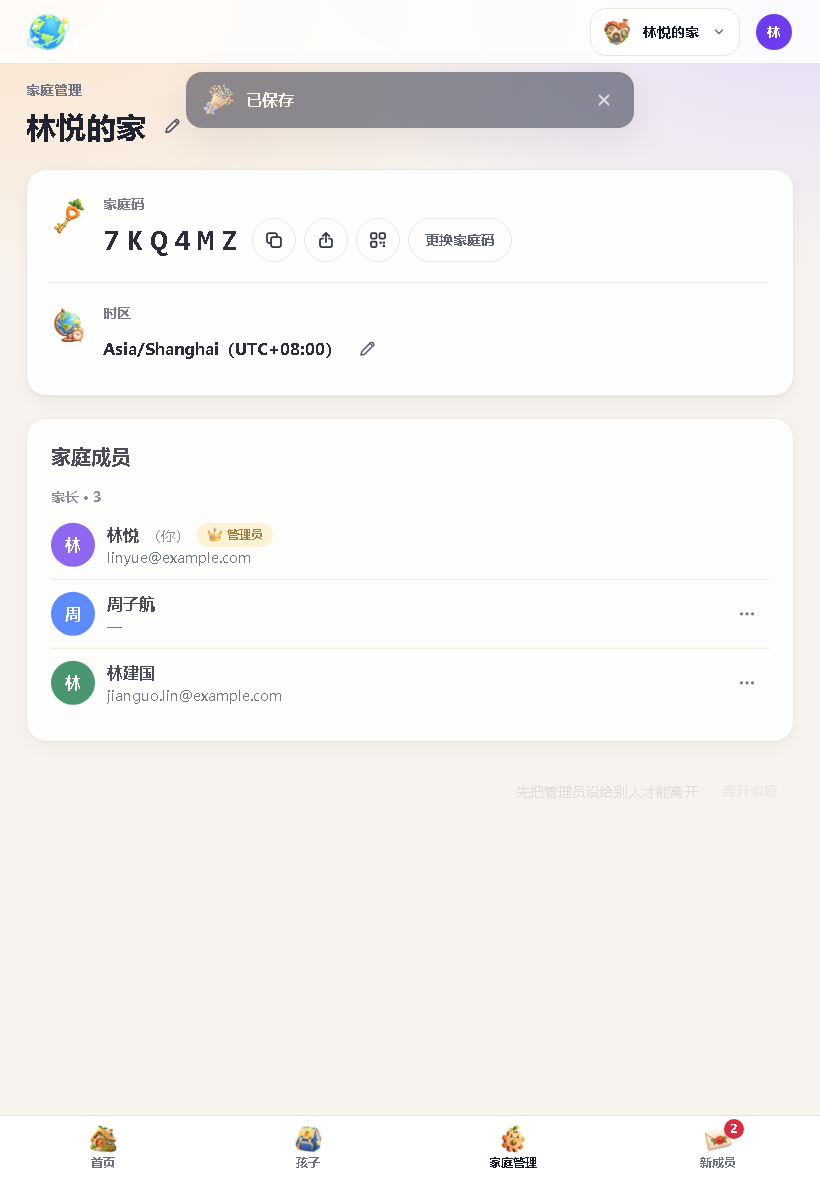 林悦的家
林
家庭管理
林悦的家
已保存
家庭码
7KQ4MZ
更换家庭码
时区
Asia/Shanghai (UTC+08:00)
家庭成员
家长 • 3
林
林悦 （你） 管理员
linyue@example.com
周
周子航
—
林
林建国
jianguo.lin@example.com
先把管理员设给别人才能离开 离开家庭
2
首页 孩子 家庭管理 新成员